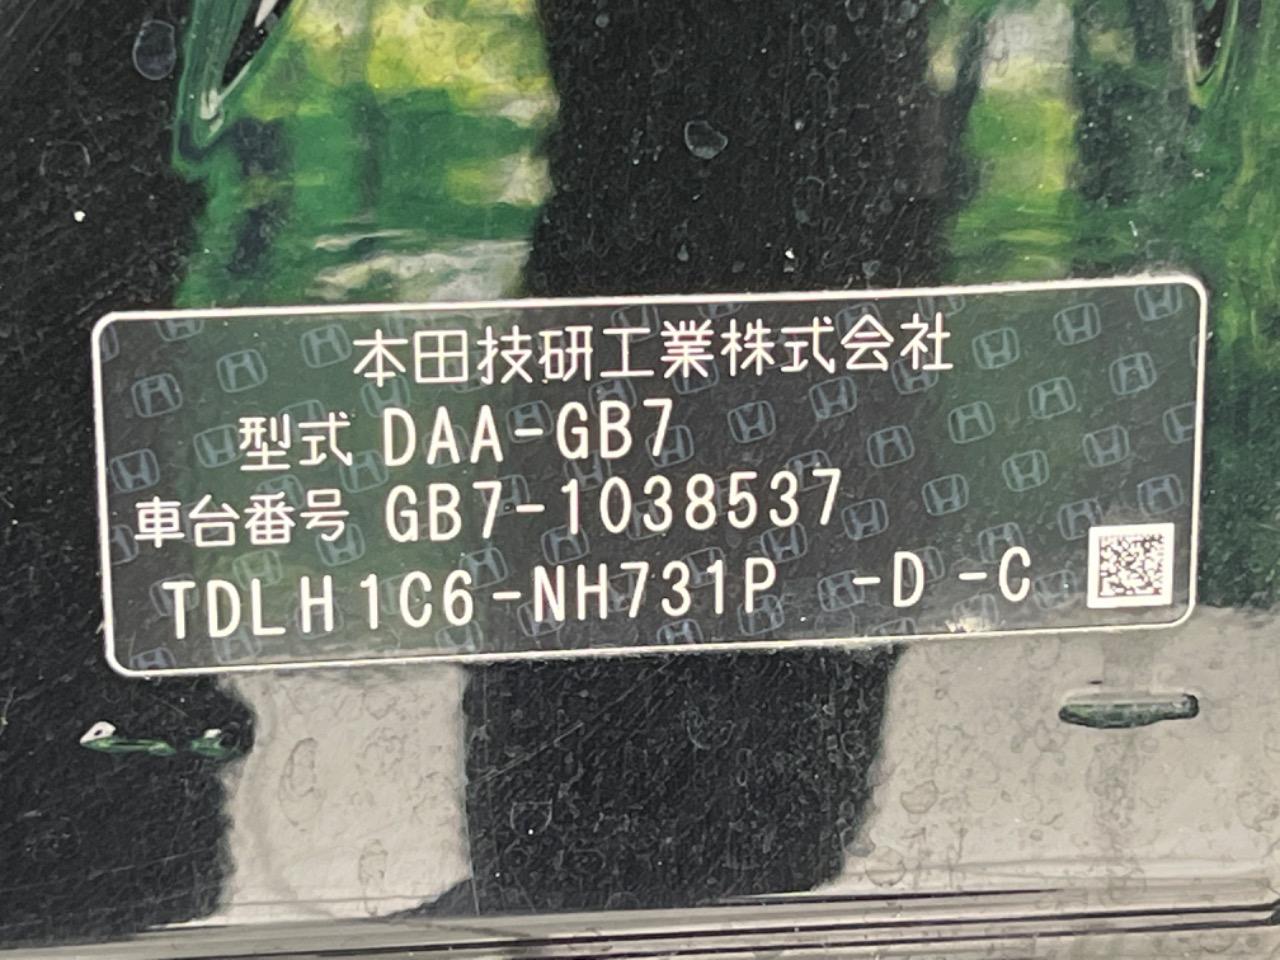 本田技研工業株式会社
型式 DAA-GB7
車台番号 GB7-1038537
TDLH1C6-NH731P -D -C